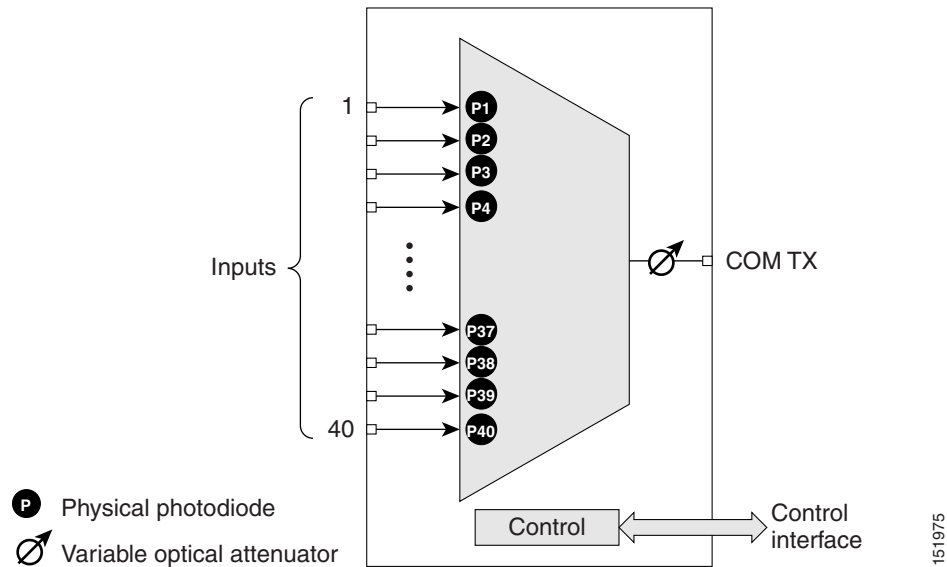 1
P1
P2
P3
P4
Inputs
COM TX
P37
P38
P39
40
P40
P Physical photodiode
Variable optical attenuator
Control
Control
interface
151975